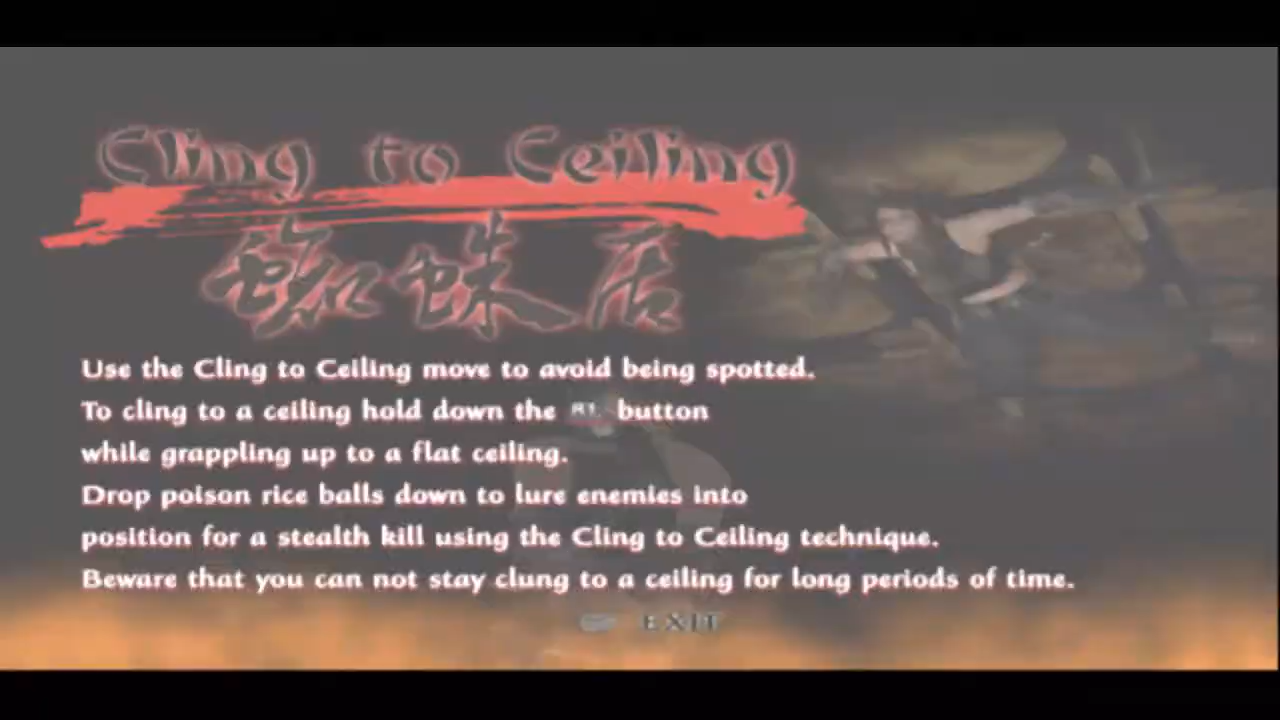 Cling to Ceiling
蜘蛛居
Use the Cling to Ceiling move to avoid being spotted.
To cling to a ceiling hold down the R1 button
while grappling up to a flat ceiling.
Drop poison rice balls down to lure enemies into
position for a stealth kill using the Cling to Ceiling technique.
Beware that you can not stay clung to a ceiling for long periods of time.
EXIT